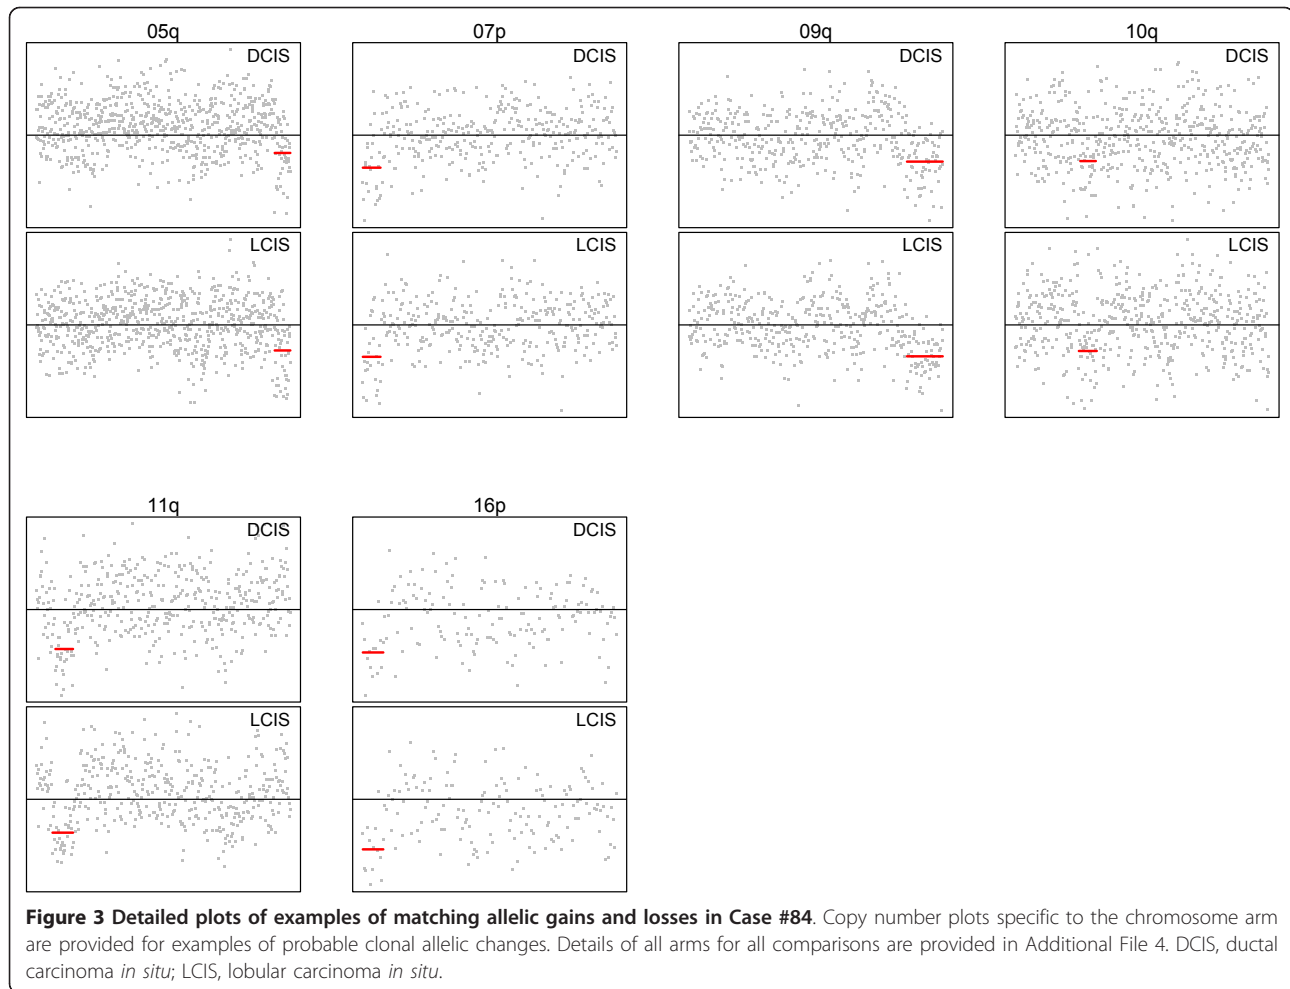 05q
DCIS
LCIS
07p
DCIS
LCIS
09q
DCIS
LCIS
10q
DCIS
LCIS
11q
DCIS
LCIS
16p
DCIS
LCIS
Figure 3 Detailed plots of examples of matching allelic gains and losses in Case #84. Copy number plots specific to the chromosome arm
are provided for examples of probable clonal allelic changes. Details of all arms for all comparisons are provided in Additional File 4. DCIS, ductal
carcinoma in situ; LCIS, lobular carcinoma in situ.